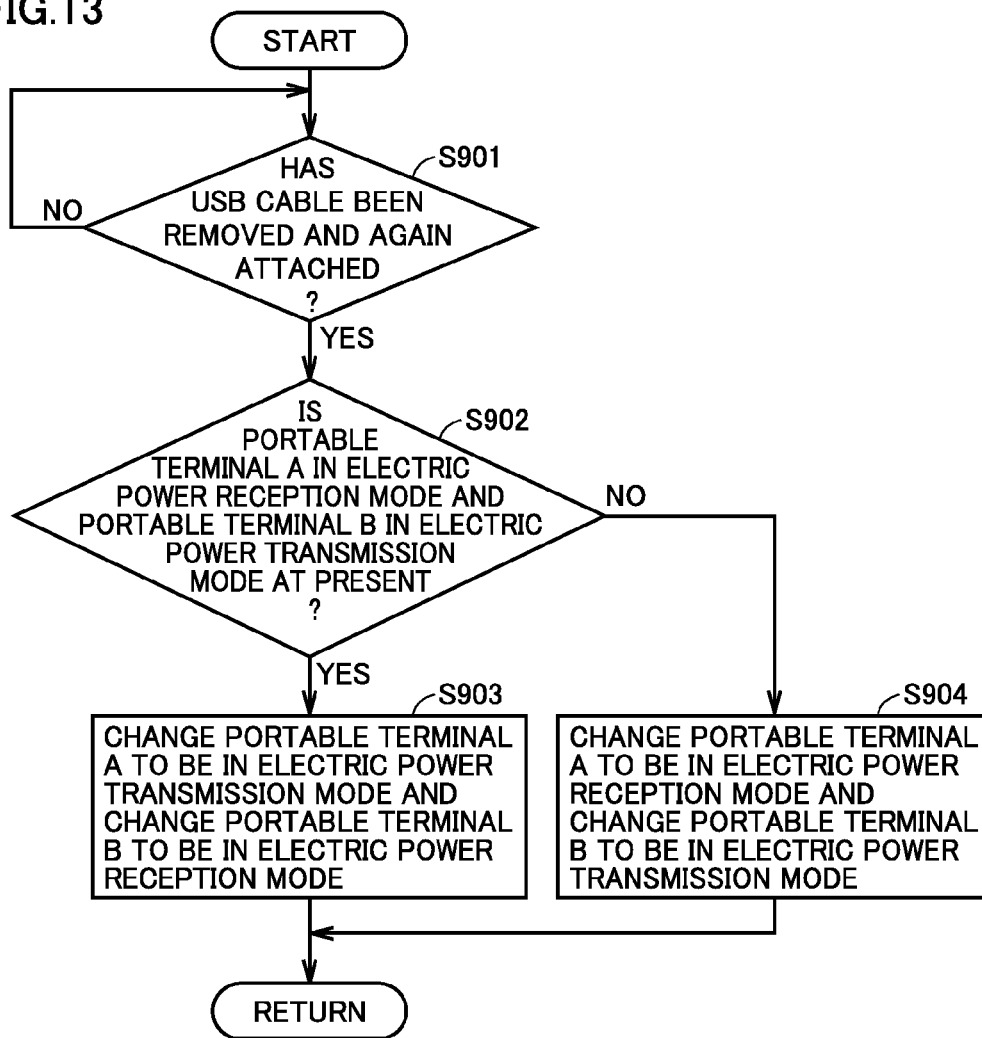 FIG.13
START
S901
HAS
USB CABLE BEEN
REMOVED AND AGAIN
ATTACHED
?
NO
YES
S902
IS
PORTABLE
TERMINAL A IN ELECTRIC
POWER RECEPTION MODE AND
PORTABLE TERMINAL B IN ELECTRIC
POWER TRANSMISSION
MODE AT PRESENT
?
NO
YES
S903
CHANGE PORTABLE TERMINAL
A TO BE IN ELECTRIC POWER
TRANSMISSION MODE AND
CHANGE PORTABLE TERMINAL
B TO BE IN ELECTRIC POWER
RECEPTION MODE
S904
CHANGE PORTABLE TERMINAL
A TO BE IN ELECTRIC POWER
RECEPTION MODE AND
CHANGE PORTABLE TERMINAL
B TO BE IN ELECTRIC POWER
TRANSMISSION MODE
RETURN